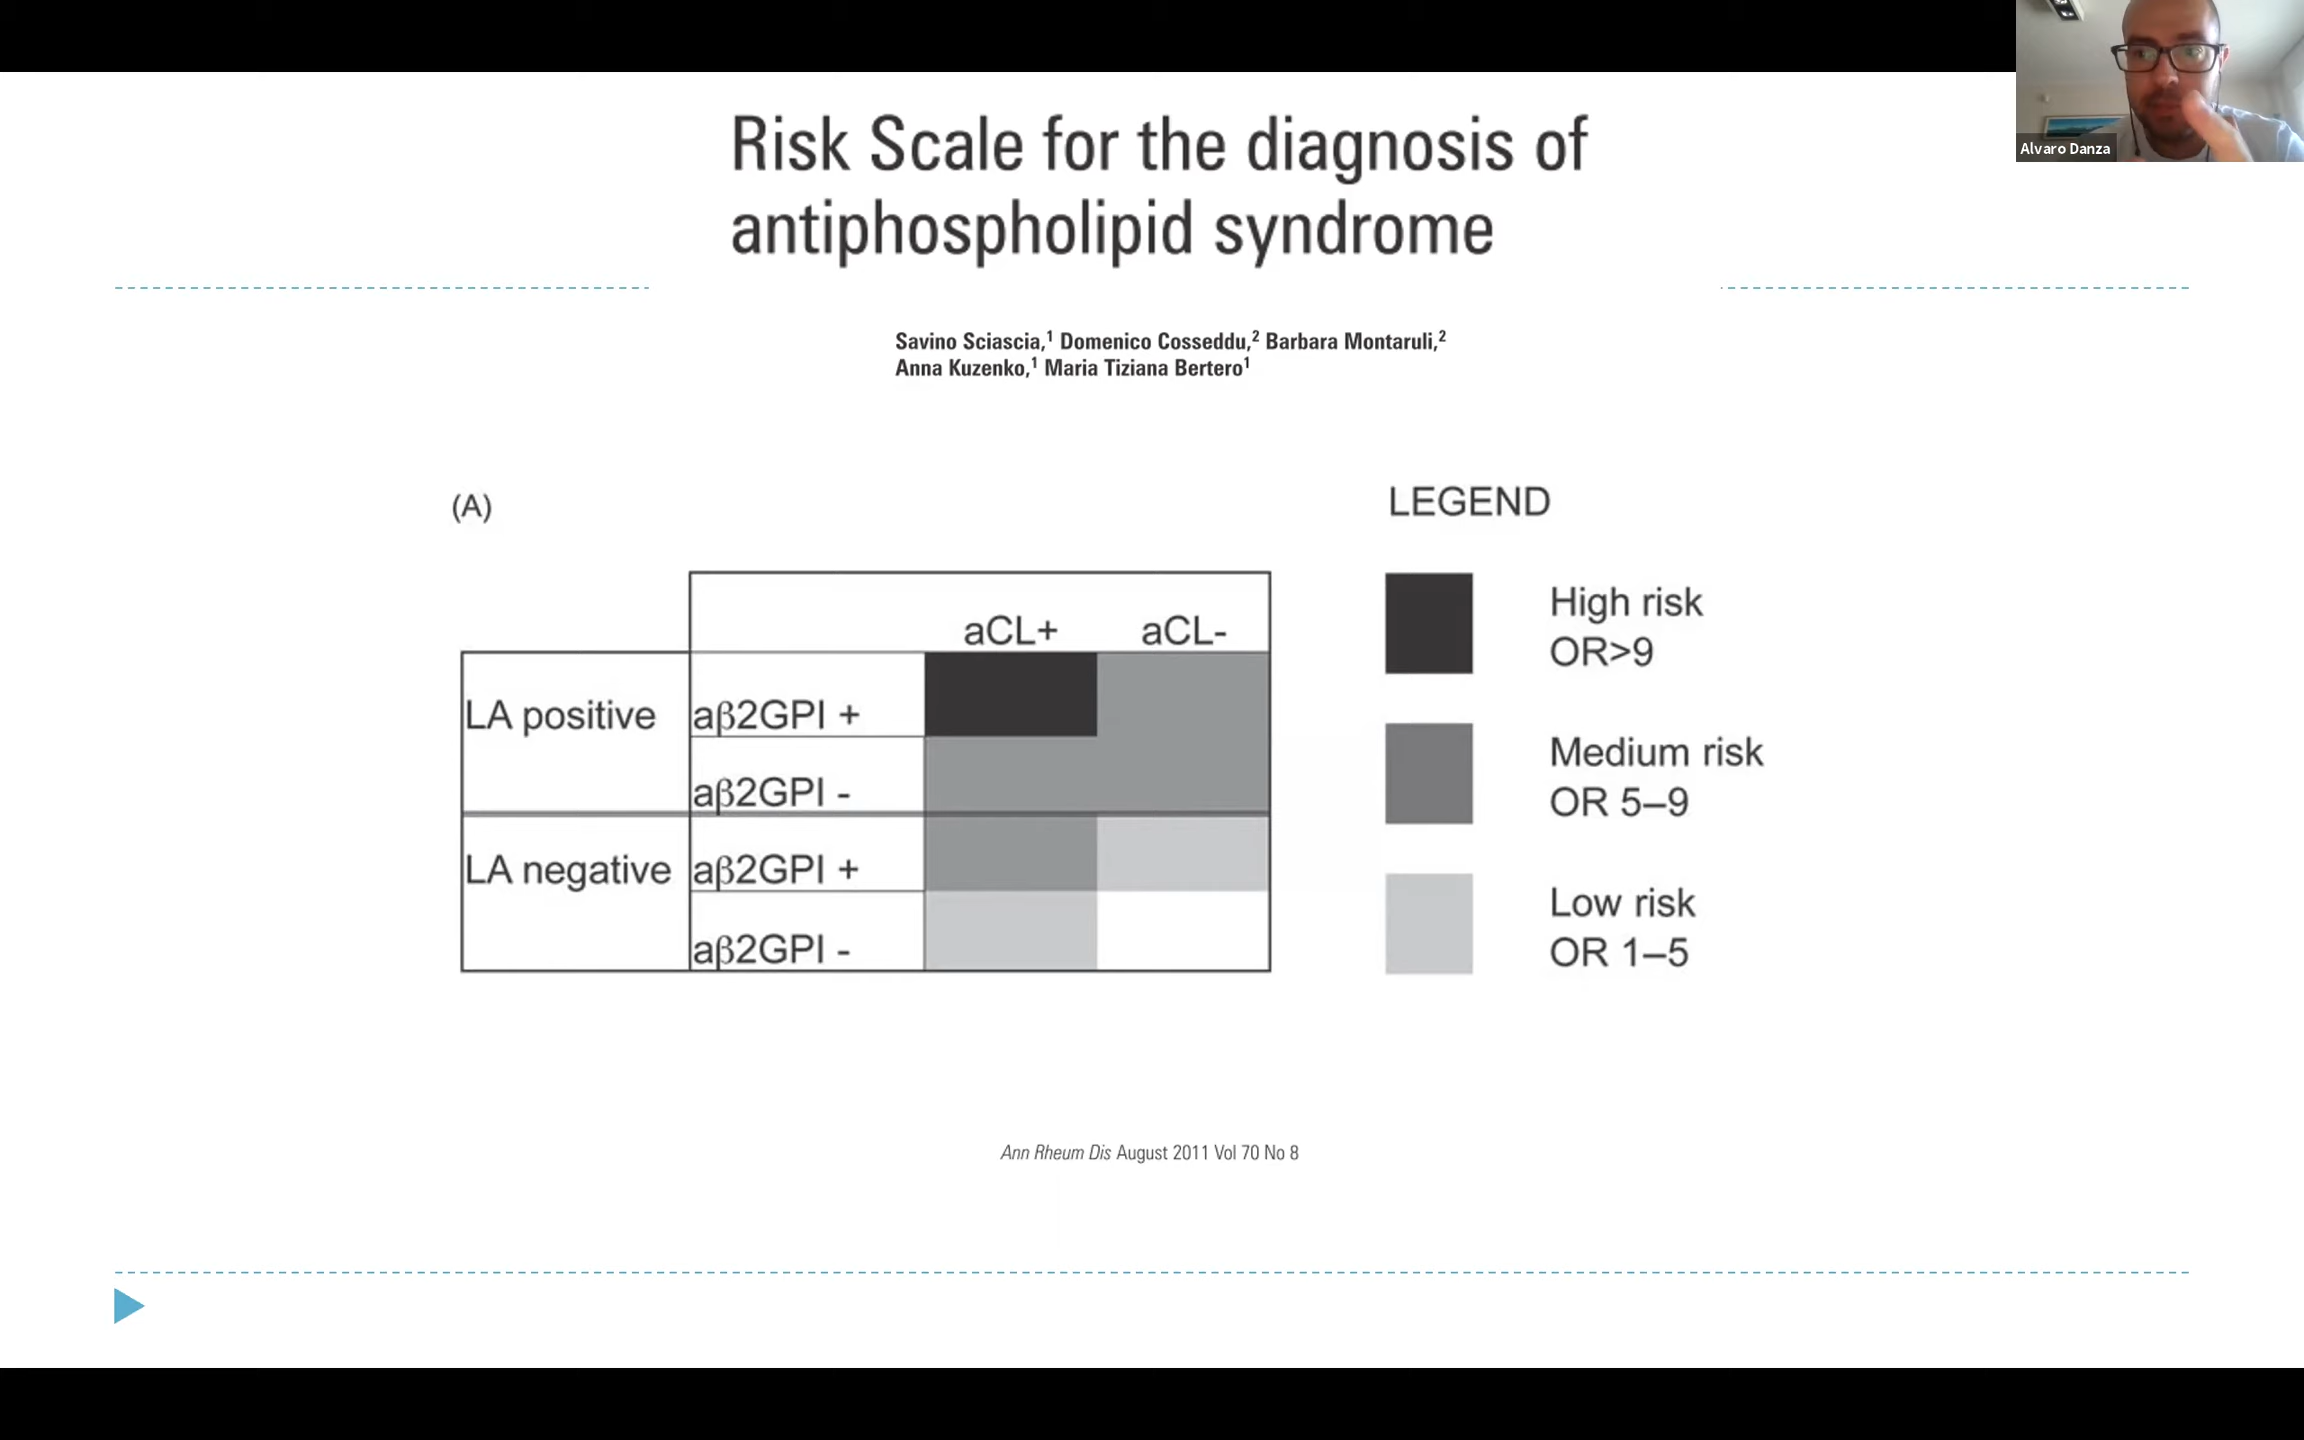 Alvaro Danza
Risk Scale for the diagnosis of
antiphospholipid syndrome
Savino Sciascia,1 Domenico Cosseddu,2 Barbara Montaruli,2
Anna Kuzenko,1 Maria Tiziana Bertero1
(A)
LEGEND
aCL+ aCL-
LA positive aβ2GPI +
aβ2GPI -
LA negative aβ2GPI +
aβ2GPI -
High risk
OR>9
Medium risk
OR 5–9
Low risk
OR 1–5
Ann Rheum Dis August 2011 Vol 70 No 8